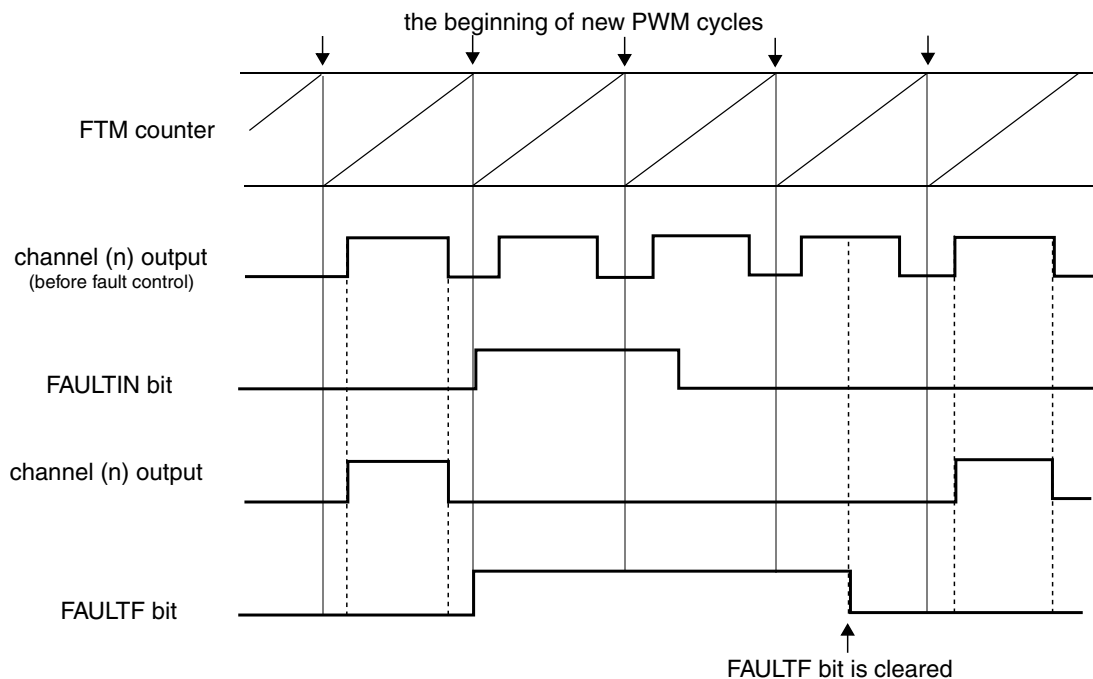 the beginning of new PWM cycles
FTM counter
channel (n) output
(before fault control)
FAULTIN bit
channel (n) output
FAULTF bit
FAULTF bit is cleared